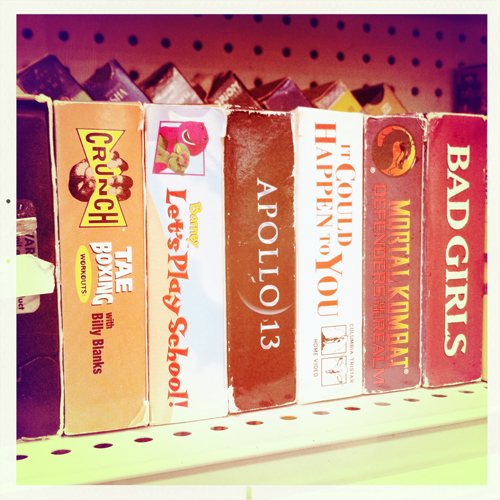 CRUNCH
TAE
BOXING
WORKOUTS
with
Billy Blanks
Barney
Let's Play School!
APOLLO 13
IT COULD
HAPPEN TO YOU
COLUMBIA TRISTAR
HOME VIDEO
MORTAL KOMBAT
DEFENDERS OF THE REALM
BAD GIRLS